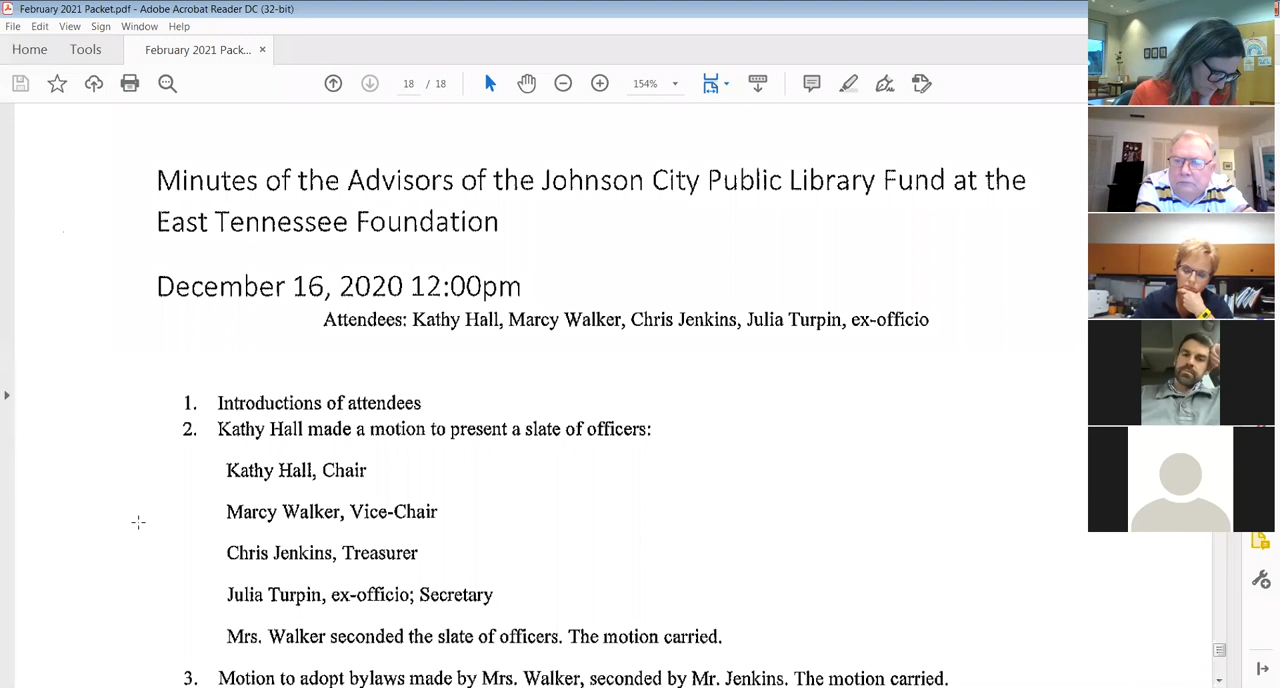 February 2021 Packet.pdf - Adobe Acrobat Reader DC (32-bit)
File Edit View Sign Window Help
Home Tools February 2021 Pack... ×
18 / 18 154%
Minutes of the Advisors of the Johnson City Public Library Fund at the
East Tennessee Foundation
December 16, 2020 12:00pm
Attendees: Kathy Hall, Marcy Walker, Chris Jenkins, Julia Turpin, ex-officio
1. Introductions of attendees
2. Kathy Hall made a motion to present a slate of officers:
Kathy Hall, Chair
Marcy Walker, Vice-Chair
Chris Jenkins, Treasurer
Julia Turpin, ex-officio; Secretary
Mrs. Walker seconded the slate of officers. The motion carried.
3. Motion to adopt bylaws made by Mrs. Walker, seconded by Mr. Jenkins. The motion carried.